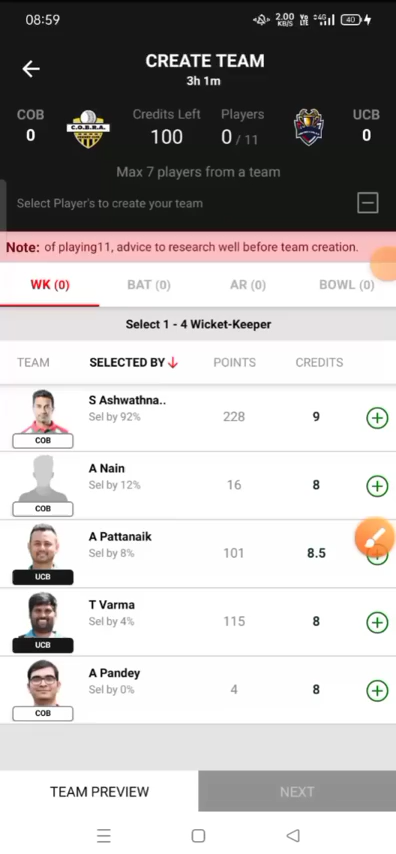 08:59
2.00 KB/S Vo LTE 4G 40
CREATE TEAM
3h 1m
COB
0
C.O.B.R.A.
Credits Left
100
Players
0 / 11
UCB
0
Max 7 players from a team
Select Player's to create your team
Note: of playing11, advice to research well before team creation.
WK (0) BAT (0) AR (0) BOWL (0)
Select 1 - 4 Wicket-Keeper
TEAM SELECTED BY POINTS CREDITS
S Ashwathna..
Sel by 92%
228 9
COB
A Nain
Sel by 12%
16 8
COB
A Pattanaik
Sel by 8%
101 8.5
UCB
T Varma
Sel by 4%
115 8
UCB
A Pandey
Sel by 0%
4 8
COB
TEAM PREVIEW NEXT